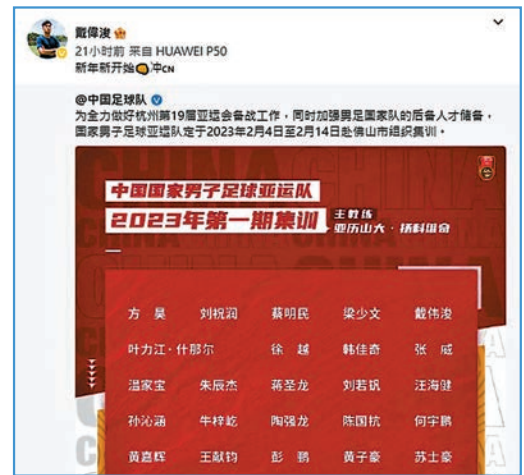 戴偉浚
21小时前 来自 HUAWEI P50
新年新开始冲CN
@中国足球队
为全力做好杭州第19届亚运会备战工作，同时加强男足国家队的后备人才储备，
国家男子足球亚运队定于2023年2月4日至2月14日赴佛山市组织集训。
中国国家男子足球亚运队
2023年第一期集训
主教练
亚历山大·扬科维奇
方昊 刘祝润 蔡明民 梁少文 戴伟浚
叶力江·什那尔 徐越 韩佳奇 张威
温家宝 朱辰杰 蒋圣龙 刘若钒 汪海健
孙沁涵 牛梓屹 陶强龙 陈国杭 何宇鹏
黄嘉辉 王献钧 彭鹏 黄子豪 苏士豪